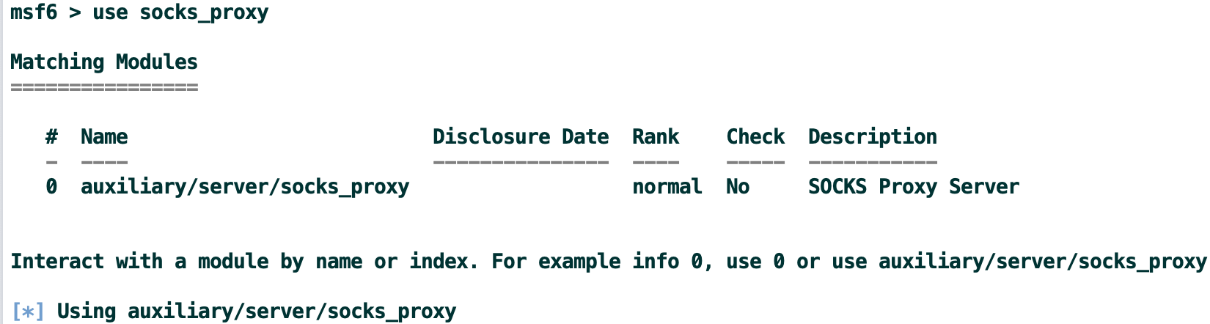 msf6 > use socks_proxy
Matching Modules
================
#  Name                              Disclosure Date  Rank    Check  Description
-  ----                              ---------------  ----    -----  -----------
0  auxiliary/server/socks_proxy                       normal  No     SOCKS Proxy Server
Interact with a module by name or index. For example info 0, use 0 or use auxiliary/server/socks_proxy
[*] Using auxiliary/server/socks_proxy